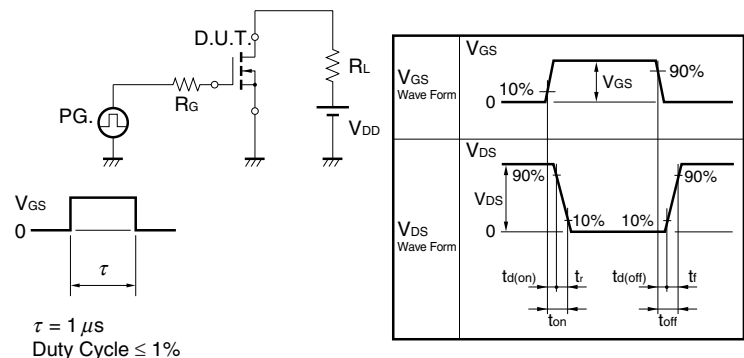 D.U.T.
RL
RG
PG.
VDD
VGS
0
τ
τ = 1 μs
Duty Cycle ≤ 1%
VGS
Wave Form
VGS
10%
VGS
90%
0
VDS
Wave Form
VDS
90%
90%
VDS
10%
10%
0
td(on)
tr
td(off)
tf
ton
toff